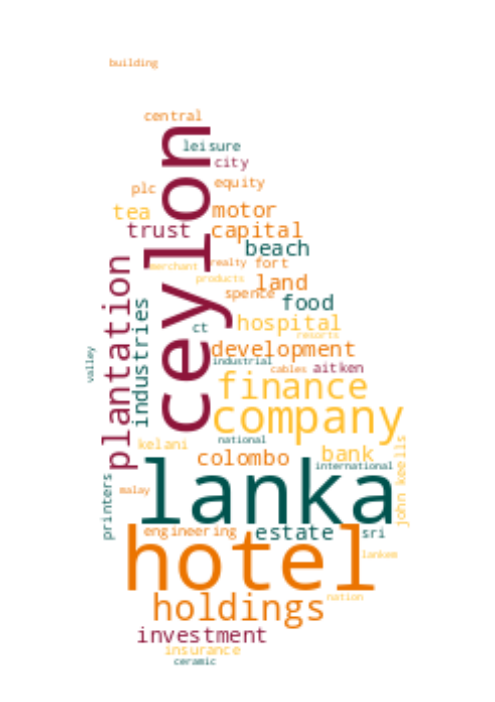 building
central
leisure
city
ceylon
plc
equity
tea
motor
trust
capital
beach
merchant
realty
fort
products
land
spence
food
plantation
industries
ct
hospital
resorts
development
valley
industrial
cables
aitken
finance
company
national
kelani
colombo
bank
international
john keells
lanka
printers
malay
engineering
estate
sri
hotel
lankem
nation
holdings
investment
insurance
ceramic